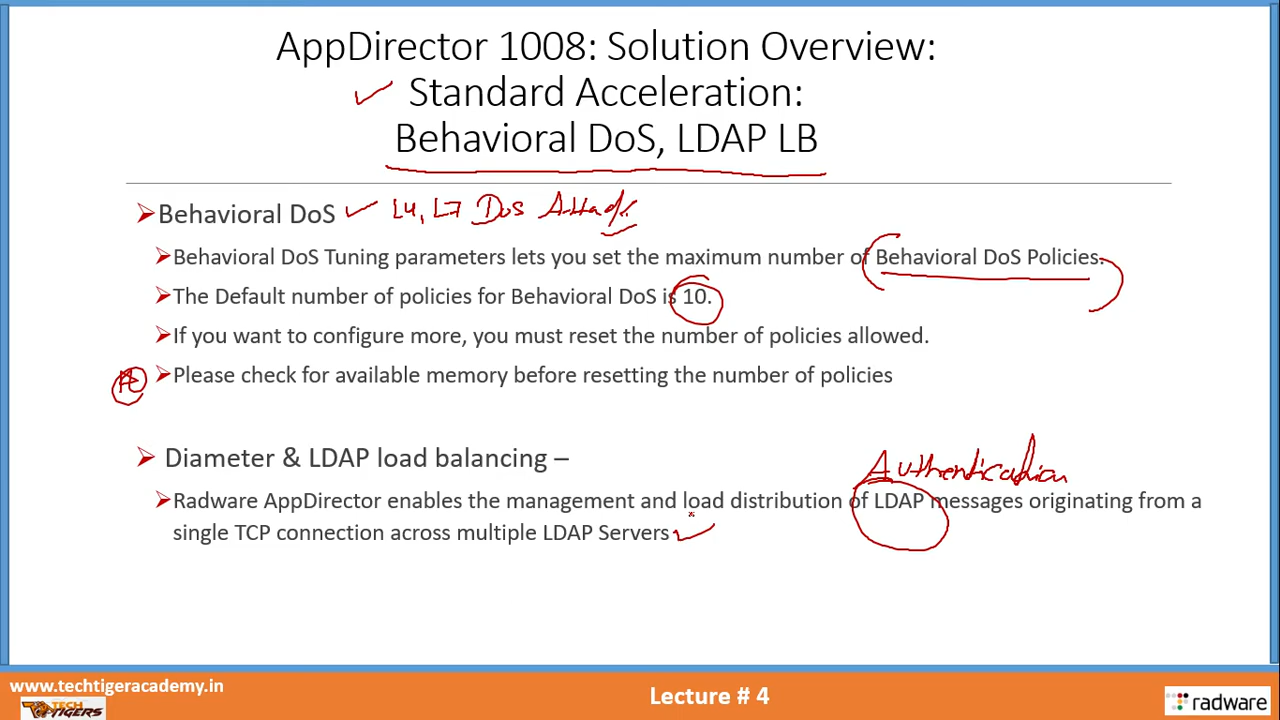 AppDirector 1008: Solution Overview:
Standard Acceleration:
Behavioral DoS, LDAP LB
Behavioral DoS L4, L7 DoS Attack
Behavioral DoS Tuning parameters lets you set the maximum number of Behavioral DoS Policies.
The Default number of policies for Behavioral DoS is 10.
If you want to configure more, you must reset the number of policies allowed.
Please check for available memory before resetting the number of policies
Diameter & LDAP load balancing –
Authentication
Radware AppDirector enables the management and load distribution of LDAP messages originating from a
single TCP connection across multiple LDAP Servers
www.techtigeracademy.in
TECH
TIGERS
Lecture # 4
radware